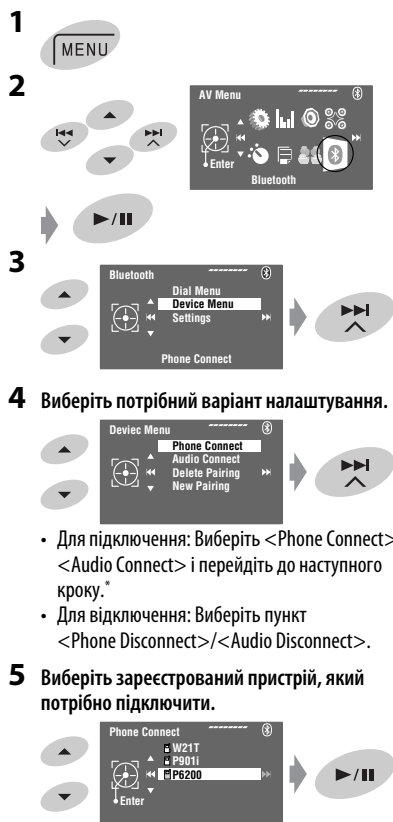 1
MENU
2
AV Menu
Enter
Bluetooth
3
Bluetooth
Dial Menu
Device Menu
Settings
Phone Connect
4 Виберіть потрібний варіант налаштування.
Deviec Menu
Phone Connect
Audio Connect
Delete Pairing
New Pairing
• Для підключення: Виберіть <Phone Connect>
<Audio Connect> і перейдіть до наступного
кроку.*
• Для відключення: Виберіть пункт
<Phone Disconnect>/<Audio Disconnect>.
5 Виберіть зареєстрований пристрій, який
потрібно підключити.
Phone Connect
W21T
P901i
P6200
Enter